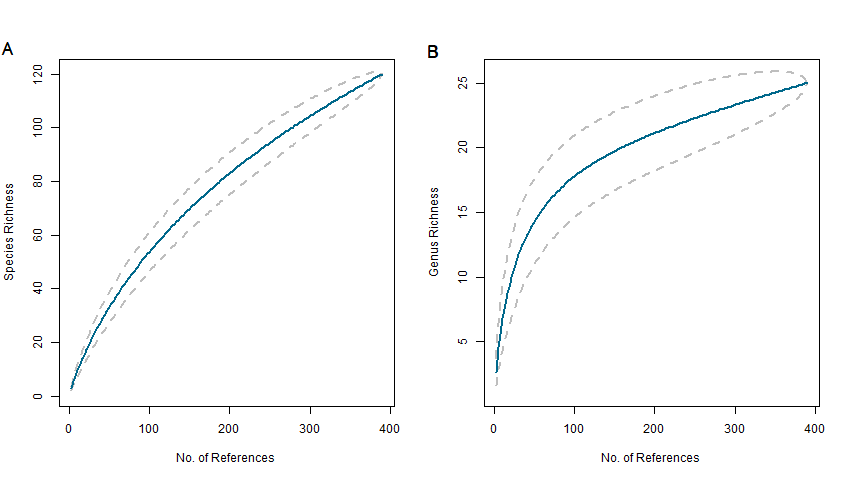 A
Species Richness
0
20
40
60
80
100
120
0 100 200 300 400
No. of References
B
Genus Richness
5
10
15
20
25
0 100 200 300 400
No. of References